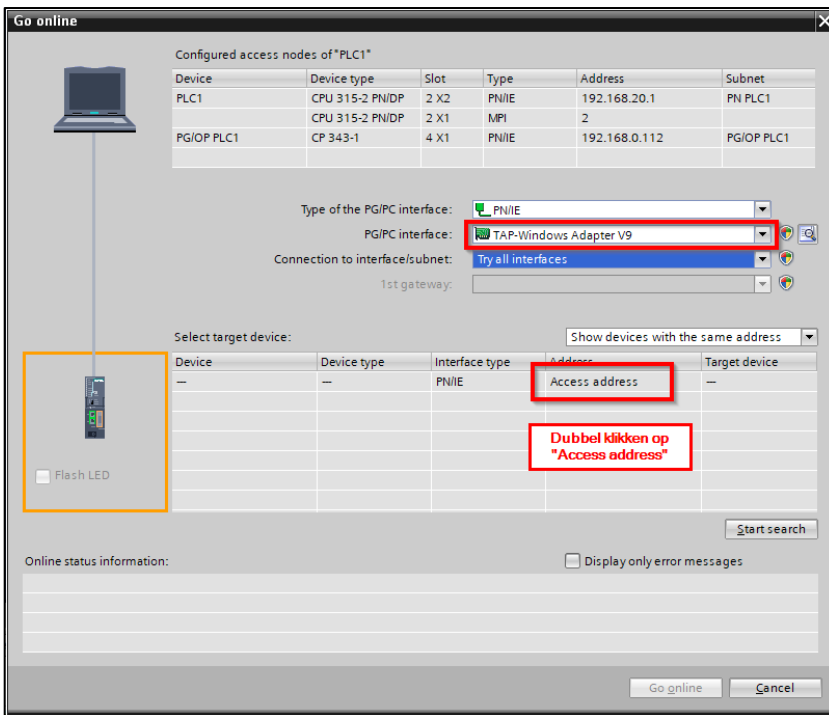 Go online
Configured access nodes of "PLC1"
Device Device type Slot Type Address Subnet
PLC1 CPU 315-2 PN/DP 2 X2 PN/IE 192.168.20.1 PN PLC1
CPU 315-2 PN/DP 2 X1 MPI 2
PG/OP PLC1 CP 343-1 4 X1 PN/IE 192.168.0.112 PG/OP PLC1
Type of the PG/PC interface: PN/IE
PG/PC interface: TAP-Windows Adapter V9
Connection to interface/subnet: Try all interfaces
1st gateway:
Select target device: Show devices with the same address
Device Device type Interface type Address Target device
— — PN/IE Access address —
Dubbel klikken op
"Access address"
Flash LED
Start search
Online status information: Display only error messages
Go online Cancel